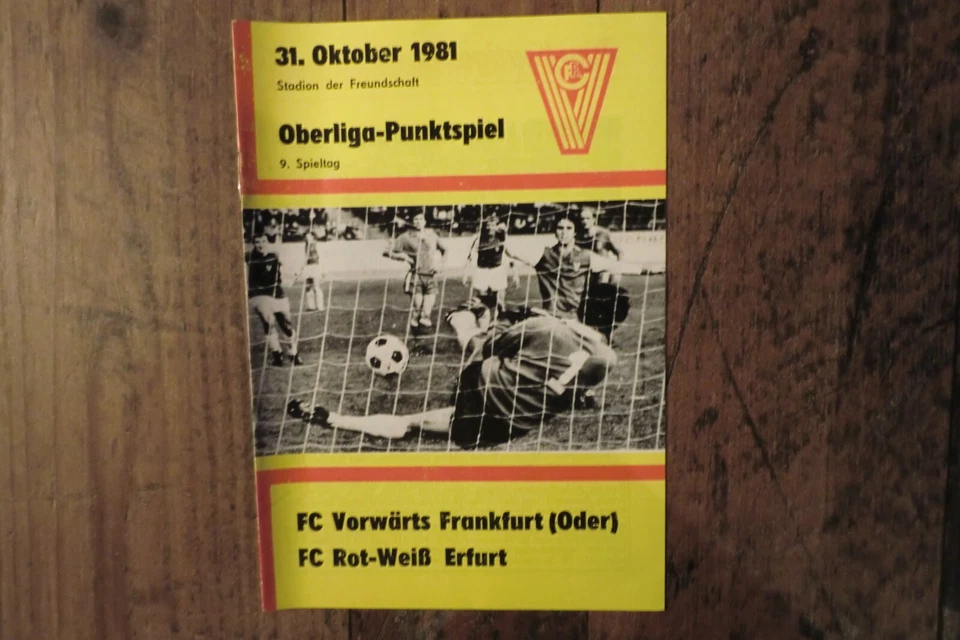 31. Oktober 1981
Stadion der Freundschaft
Oberliga-Punktspiel
9. Spieltag
FC Vorwärts Frankfurt (Oder)
FC Rot-Weiß Erfurt